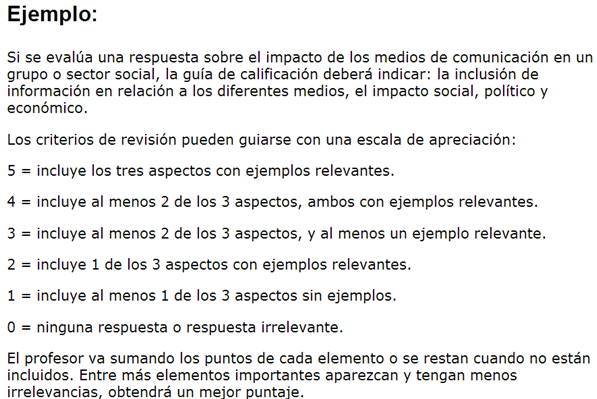 Ejemplo:
Si se evalúa una respuesta sobre el impacto de los medios de comunicación en un
grupo o sector social, la guía de calificación deberá indicar: la inclusión de
información en relación a los diferentes medios, el impacto social, político y
económico.
Los criterios de revisión pueden guiarse con una escala de apreciación:
5 = incluye los tres aspectos con ejemplos relevantes.
4 = incluye al menos 2 de los 3 aspectos, ambos con ejemplos relevantes.
3 = incluye al menos 2 de los 3 aspectos, y al menos un ejemplo relevante.
2 = incluye 1 de los 3 aspectos con ejemplos relevantes.
1 = incluye al menos 1 de los 3 aspectos sin ejemplos.
0 = ninguna respuesta o respuesta irrelevante.
El profesor va sumando los puntos de cada elemento o se restan cuando no están
incluidos. Entre más elementos importantes aparezcan y tengan menos
irrelevancias, obtendrá un mejor puntaje.